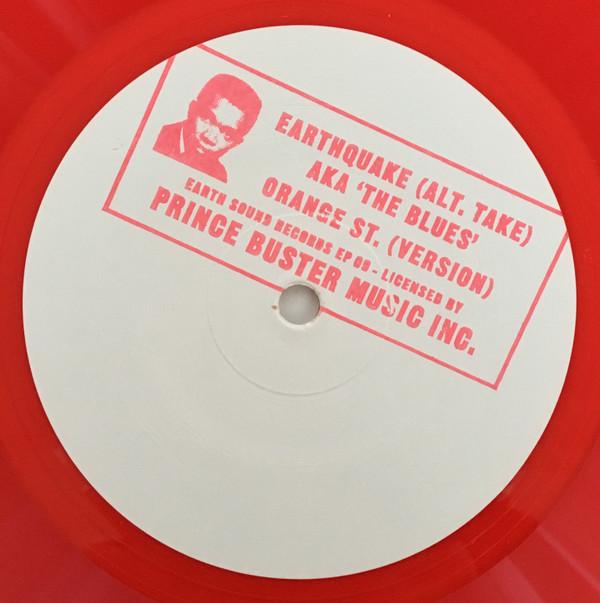 EARTHQUAKE (ALT. TAKE)
AKA 'THE BLUES'
ORANGE ST. (VERSION)
EARTH SOUND RECORDS EP 09 - LICENSED BY
PRINCE BUSTER MUSIC INC.